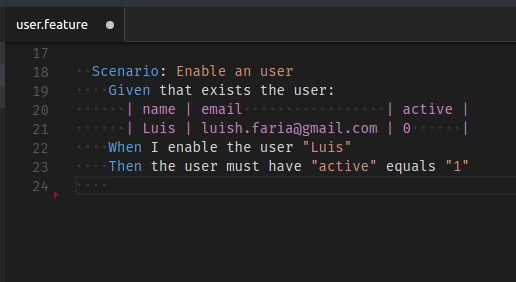 user.feature
17
18 Scenario: Enable an user
19 Given that exists the user:
20 | name | email | active |
21 | Luis | luish.faria@gmail.com | 0 |
22 When I enable the user "Luis"
23 Then the user must have "active" equals "1"
24